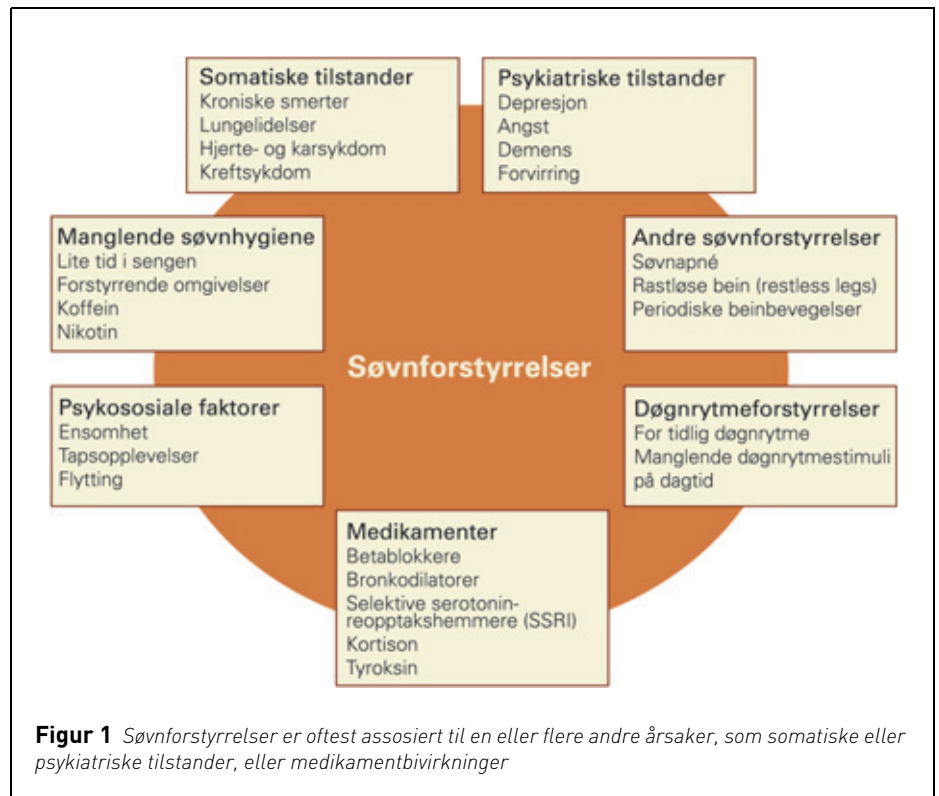 Somatiske tilstander
Kroniske smerter
Lungelidelser
Hjerte- og karsykdom
Kreftsykdom
Psykiatriske tilstander
Depresjon
Angst
Demens
Forvirring
Manglende søvnhygiene
Lite tid i sengen
Forstyrrende omgivelser
Koffein
Nikotin
Andre søvnforstyrrelser
Søvnapné
Rastløse bein (restless legs)
Periodiske beinbevegelser
Søvnforstyrrelser
Psykososiale faktorer
Ensomhet
Tapsopplevelser
Flytting
Døgnrytmeforstyrrelser
For tidlig døgnrytme
Manglende døgnrytmestimuli
på dagtid
Medikamenter
Betablokkere
Bronkodilatorer
Selektive serotonin-
reopptakshemmere (SSRI)
Kortison
Tyroksin
Figur 1 Søvnforstyrrelser er oftest assosiert til en eller flere andre årsaker, som somatiske eller
psykiatriske tilstander, eller medikamentbivirkninger